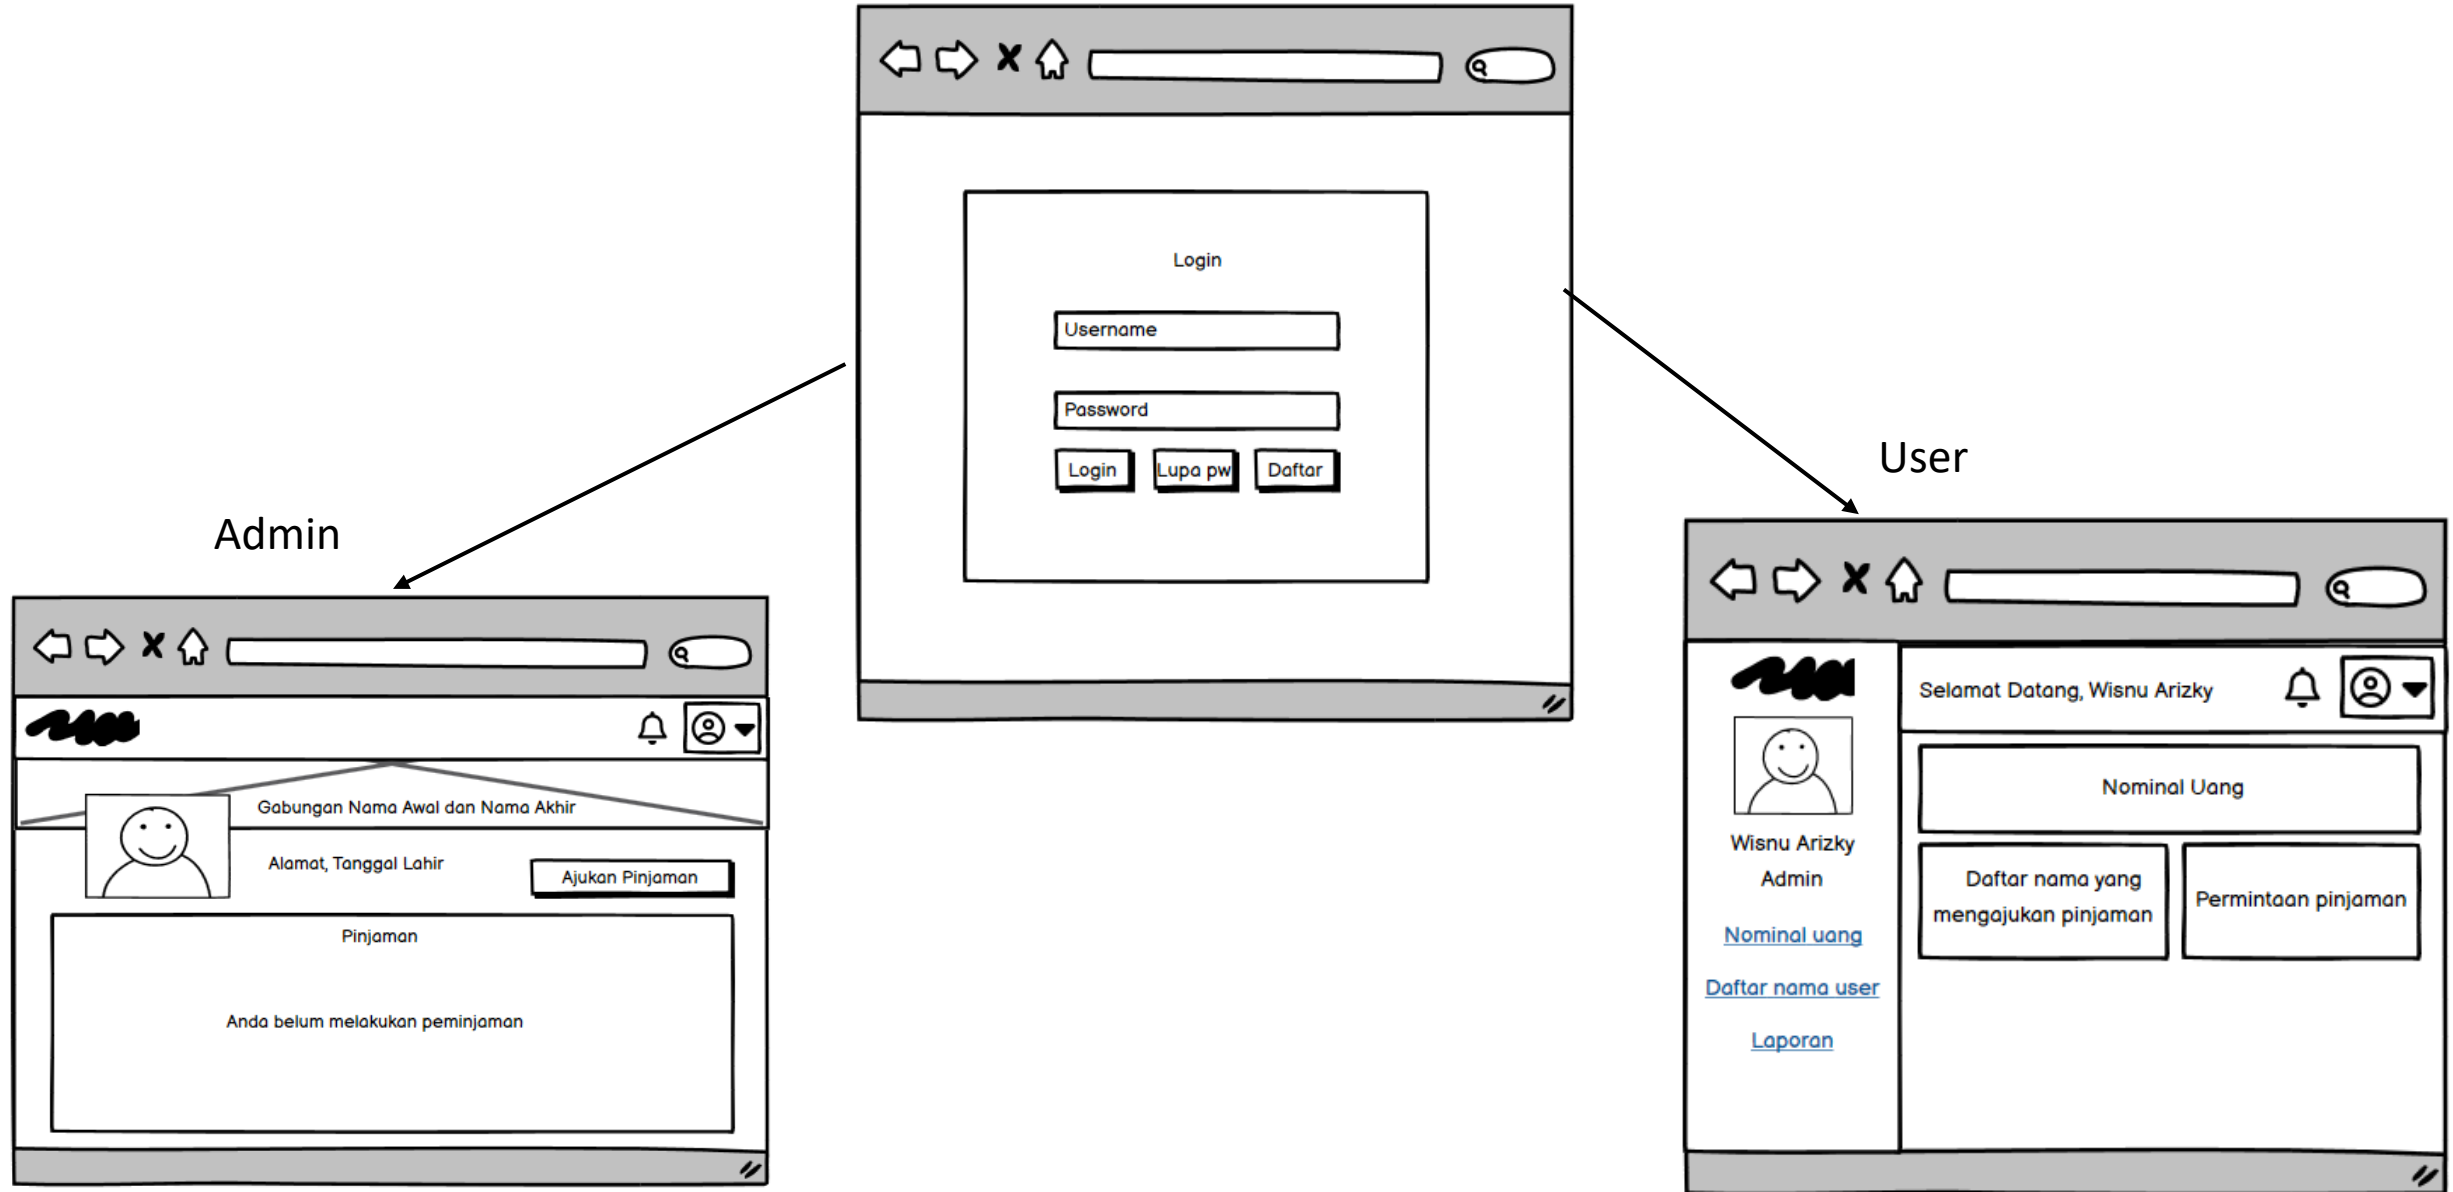 Login
Username
Password
Login Lupa pw Daftar
Admin
Gabungan Nama Awal dan Nama Akhir
Alamat, Tanggal Lahir
Ajukan Pinjaman
Pinjaman
Anda belum melakukan peminjaman
User
Selamat Datang, Wisnu Arizky
Wisnu Arizky
Admin
Nominal uang
Daftar nama user
Laporan
Nominal Uang
Daftar nama yang
mengajukan pinjaman
Permintaan pinjaman